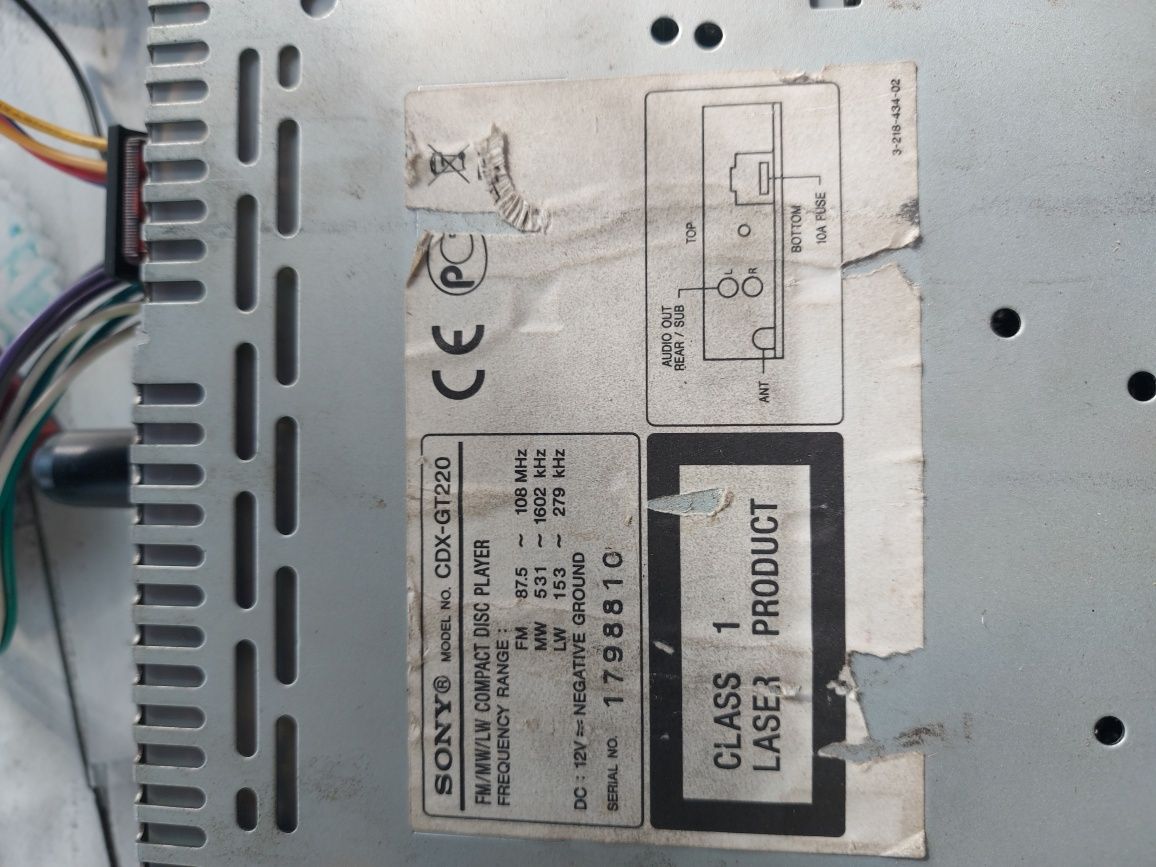 SONY® MODEL NO. CDX-GT220
FM/MW/LW COMPACT DISC PLAYER
FREQUENCY RANGE :
FM 87.5 ~ 108 MHz
MW 531 ~ 1602 kHz
LW 153 ~ 279 kHz
DC : 12V ⎓ NEGATIVE GROUND
SERIAL NO. 1798810
CE
CLASS 1
LASER PRODUCT
AUDIO OUT
REAR / SUB
TOP
L
R
ANT
BOTTOM
10A FUSE
3-218-434-02